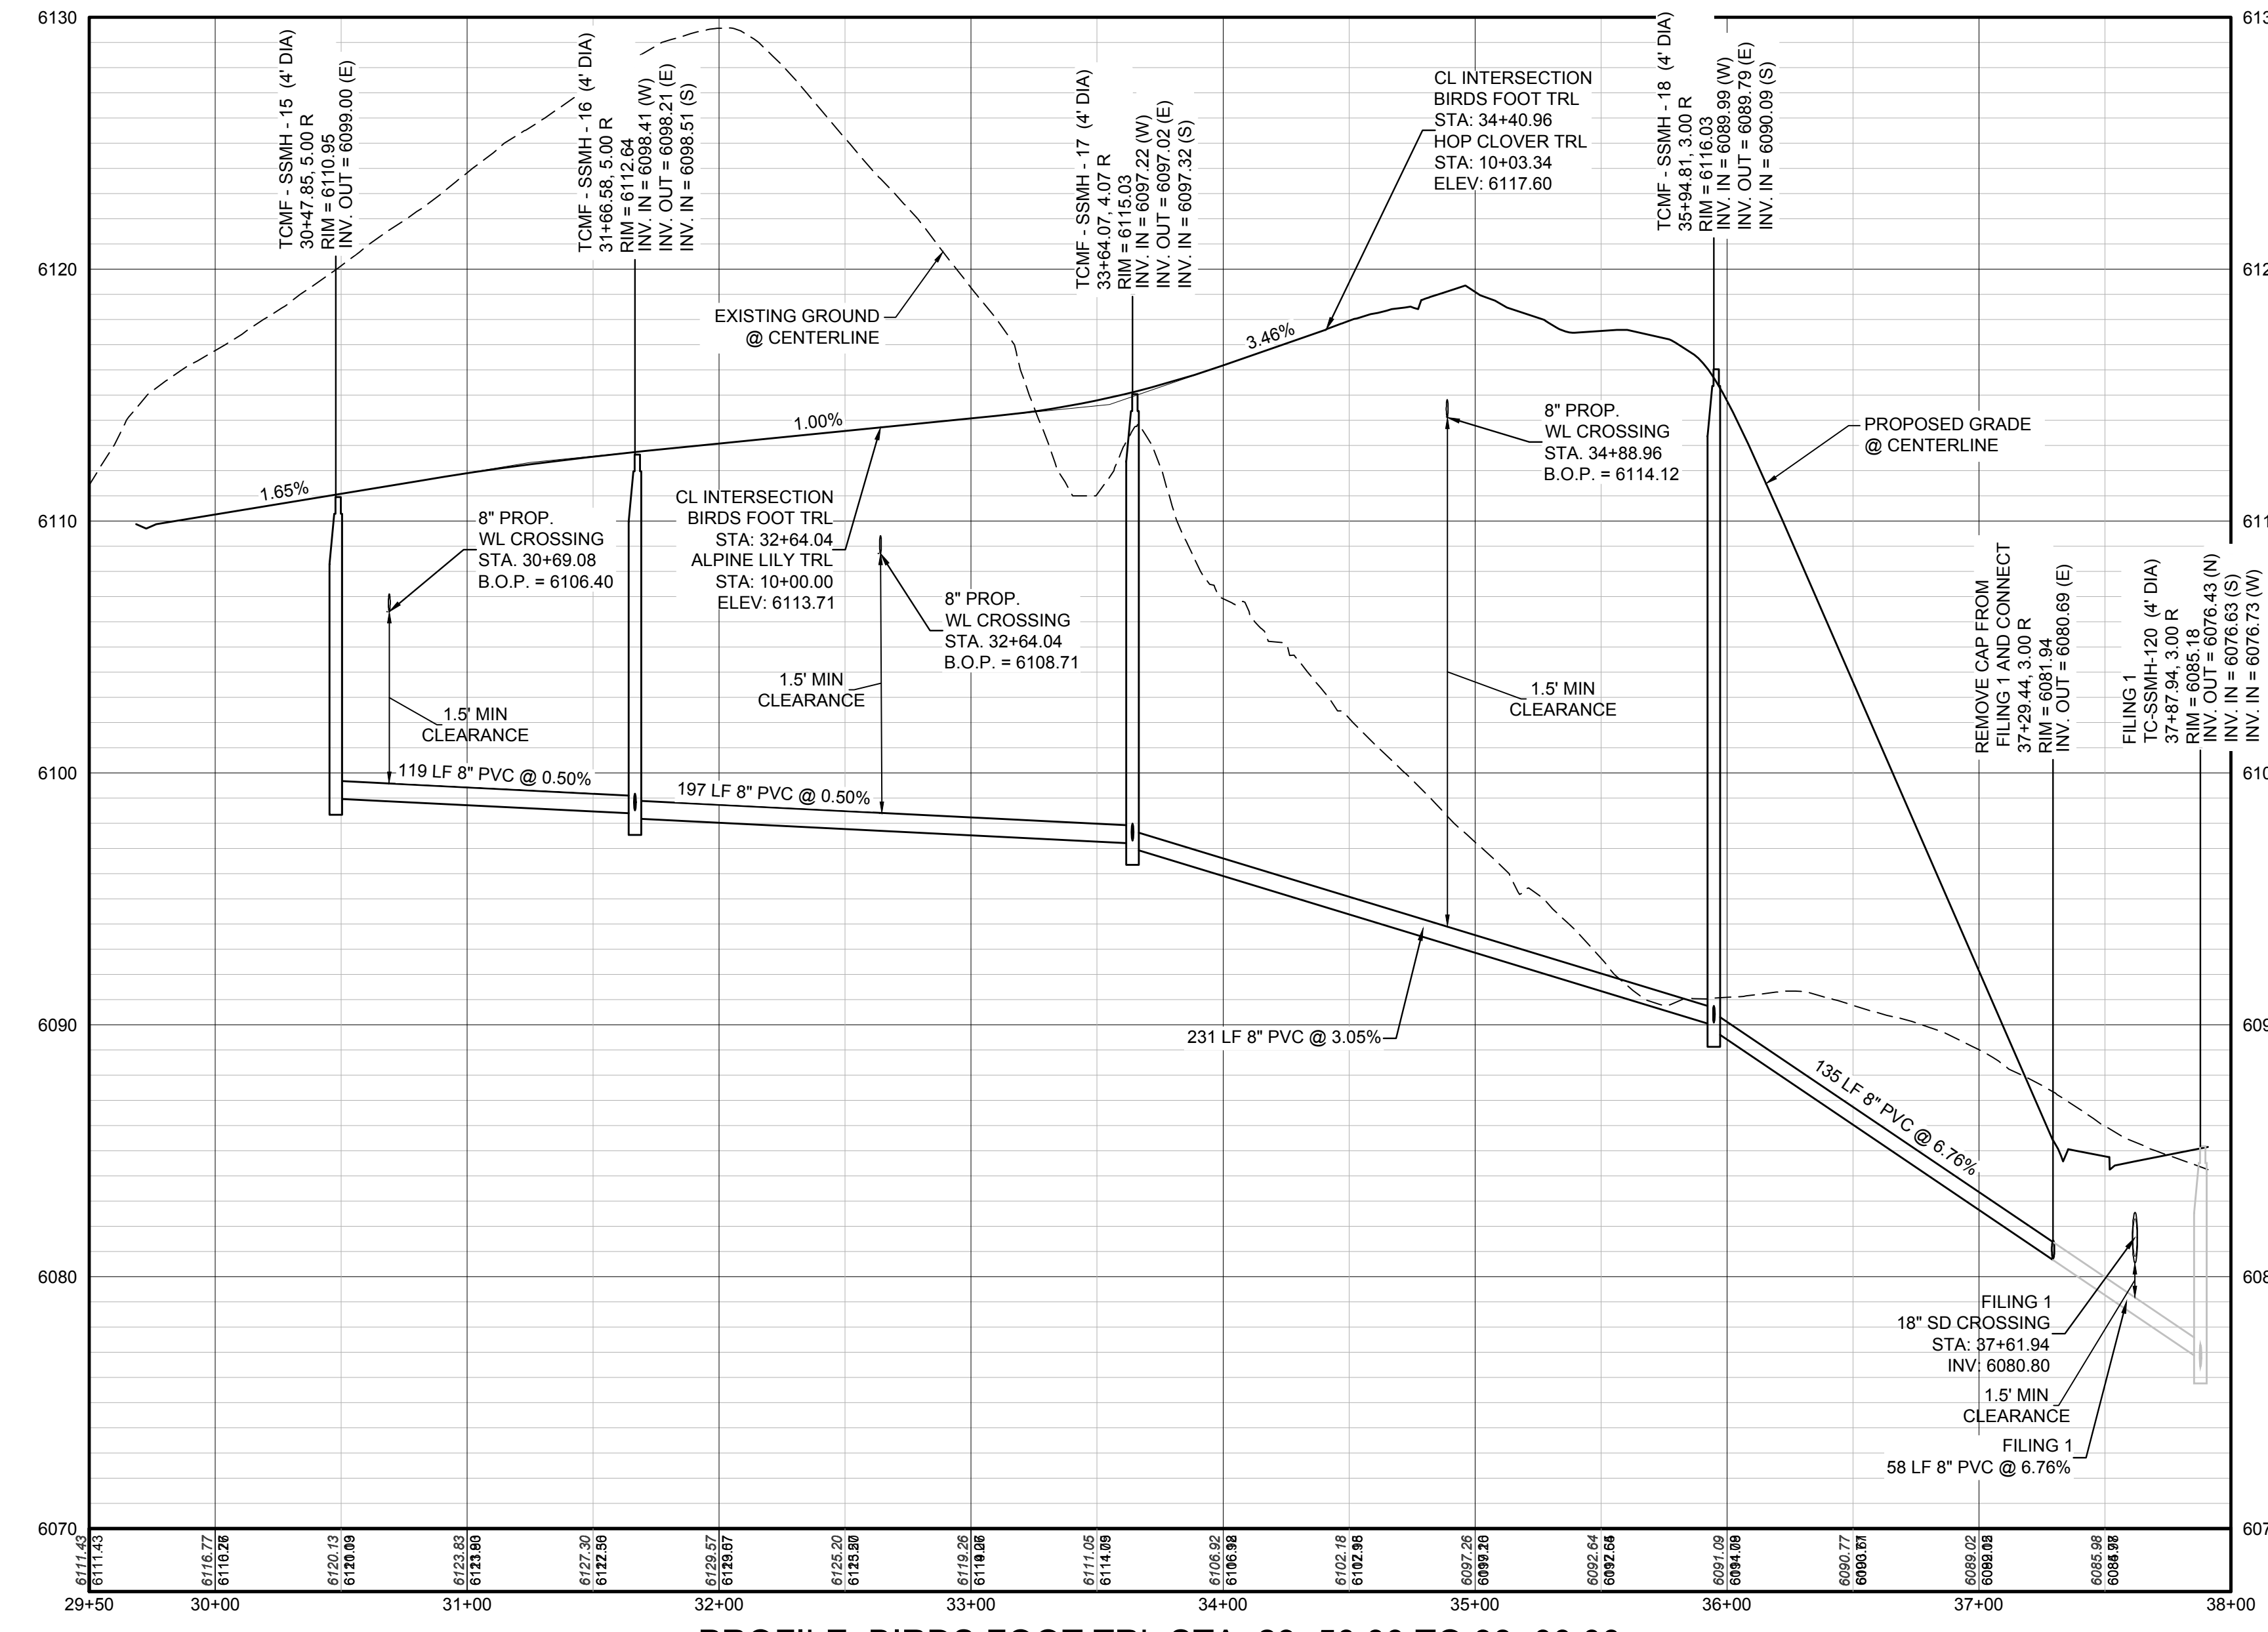 6130
6120
6110
6100
6090
6080
6070
TCMF - SSMH - 15 (4' DIA)
30+47.85, 5.00 R
RIM = 6110.95
INV. OUT = 6099.00 (E)
TCMF - SSMH - 16 (4' DIA)
31+66.58, 5.00 R
RIM = 6112.64
INV. IN = 6098.41 (W)
INV. OUT = 6098.21 (E)
INV. IN = 6098.51 (S)
TCMF - SSMH - 17 (4' DIA)
33+64.07, 4.07 R
RIM = 6115.03
INV. IN = 6097.22 (W)
INV. OUT = 6097.02 (E)
INV. IN = 6097.32 (S)
CL INTERSECTION
BIRDS FOOT TRL
STA: 34+40.96
HOP CLOVER TRL
STA: 10+03.34
ELEV: 6117.60
TCMF - SSMH - 18 (4' DIA)
35+94.81, 3.00 R
RIM = 6116.03
INV. IN = 6089.99 (W)
INV. OUT = 6089.79 (E)
INV. IN = 6090.09 (S)
EXISTING GROUND
@ CENTERLINE
1.65%
1.00%
3.46%
8" PROP.
WL CROSSING
STA. 30+69.08
B.O.P. = 6106.40
CL INTERSECTION
BIRDS FOOT TRL
STA: 32+64.04
ALPINE LILY TRL
STA: 10+00.00
ELEV: 6113.71
8" PROP.
WL CROSSING
STA. 32+64.04
B.O.P. = 6108.71
8" PROP.
WL CROSSING
STA. 34+88.96
B.O.P. = 6114.12
PROPOSED GRADE
@ CENTERLINE
1.5' MIN
CLEARANCE
1.5' MIN
CLEARANCE
1.5' MIN
CLEARANCE
119 LF 8" PVC @ 0.50%
197 LF 8" PVC @ 0.50%
231 LF 8" PVC @ 3.05%
135 LF 8" PVC @ 6.76%
REMOVE CAP FROM
FILING 1 AND CONNECT
37+29.44, 3.00 R
RIM = 6081.94
INV. OUT = 6080.69 (E)
FILING 1
TC-SSMH-120 (4' DIA)
37+87.94, 3.00 R
RIM = 6085.18
INV. OUT = 6076.43 (N)
INV. IN = 6076.63 (S)
INV. IN = 6076.73 (W)
FILING 1
18" SD CROSSING
STA: 37+61.94
INV: 6080.80
1.5' MIN
CLEARANCE
FILING 1
58 LF 8" PVC @ 6.76%
6111.43
6111.43
6116.77
6120.13
6123.83
6127.30
6129.57
6125.20
6119.26
6111.05
6106.92
6102.18
6097.26
6092.64
6091.09
6090.77
6089.02
6085.98
29+50
30+00
31+00
32+00
33+00
34+00
35+00
36+00
37+00
38+00